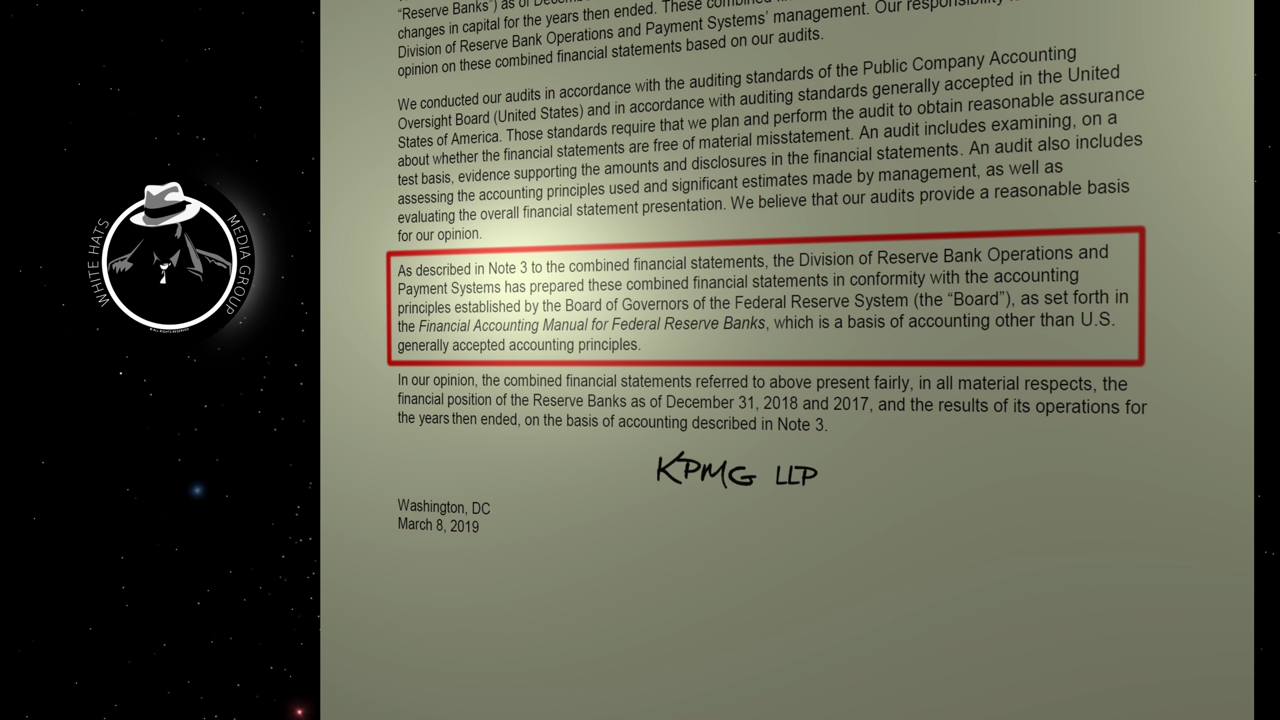 WHITE HATS
MEDIA GROUP
"Reserve Banks") as of
changes in capital for the years then ended. These combined
Division of Reserve Bank Operations and Payment Systems' management. Our responsibility
opinion on these combined financial statements based on our audits.
We conducted our audits in accordance with the auditing standards of the Public Company Accounting
Oversight Board (United States) and in accordance with auditing standards generally accepted in the United
States of America. Those standards require that we plan and perform the audit to obtain reasonable assurance
about whether the financial statements are free of material misstatement. An audit includes examining, on a
test basis, evidence supporting the amounts and disclosures in the financial statements. An audit also includes
assessing the accounting principles used and significant estimates made by management, as well as
evaluating the overall financial statement presentation. We believe that our audits provide a reasonable basis
for our opinion.
As described in Note 3 to the combined financial statements, the Division of Reserve Bank Operations and
Payment Systems has prepared these combined financial statements in conformity with the accounting
principles established by the Board of Governors of the Federal Reserve System (the "Board"), as set forth in
the Financial Accounting Manual for Federal Reserve Banks, which is a basis of accounting other than U.S.
generally accepted accounting principles.
In our opinion, the combined financial statements referred to above present fairly, in all material respects, the
financial position of the Reserve Banks as of December 31, 2018 and 2017, and the results of its operations for
the years then ended, on the basis of accounting described in Note 3.
KPMG LLP
Washington, DC
March 8, 2019